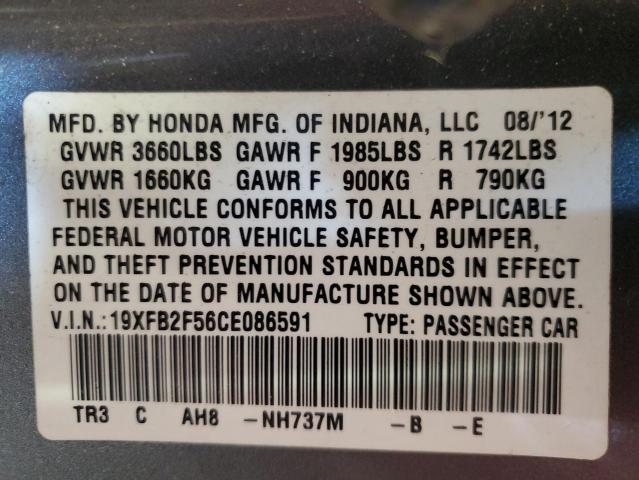 MFD. BY HONDA MFG. OF INDIANA, LLC 08/'12
GVWR 3660LBS GAWR F 1985LBS R 1742LBS
GVWR 1660KG GAWR F 900KG R 790KG
THIS VEHICLE CONFORMS TO ALL APPLICABLE
FEDERAL MOTOR VEHICLE SAFETY, BUMPER,
AND THEFT PREVENTION STANDARDS IN EFFECT
ON THE DATE OF MANUFACTURE SHOWN ABOVE.
V.I.N.:19XFB2F56CE086591 TYPE: PASSENGER CAR
TR3 C AH8 -NH737M -B -E